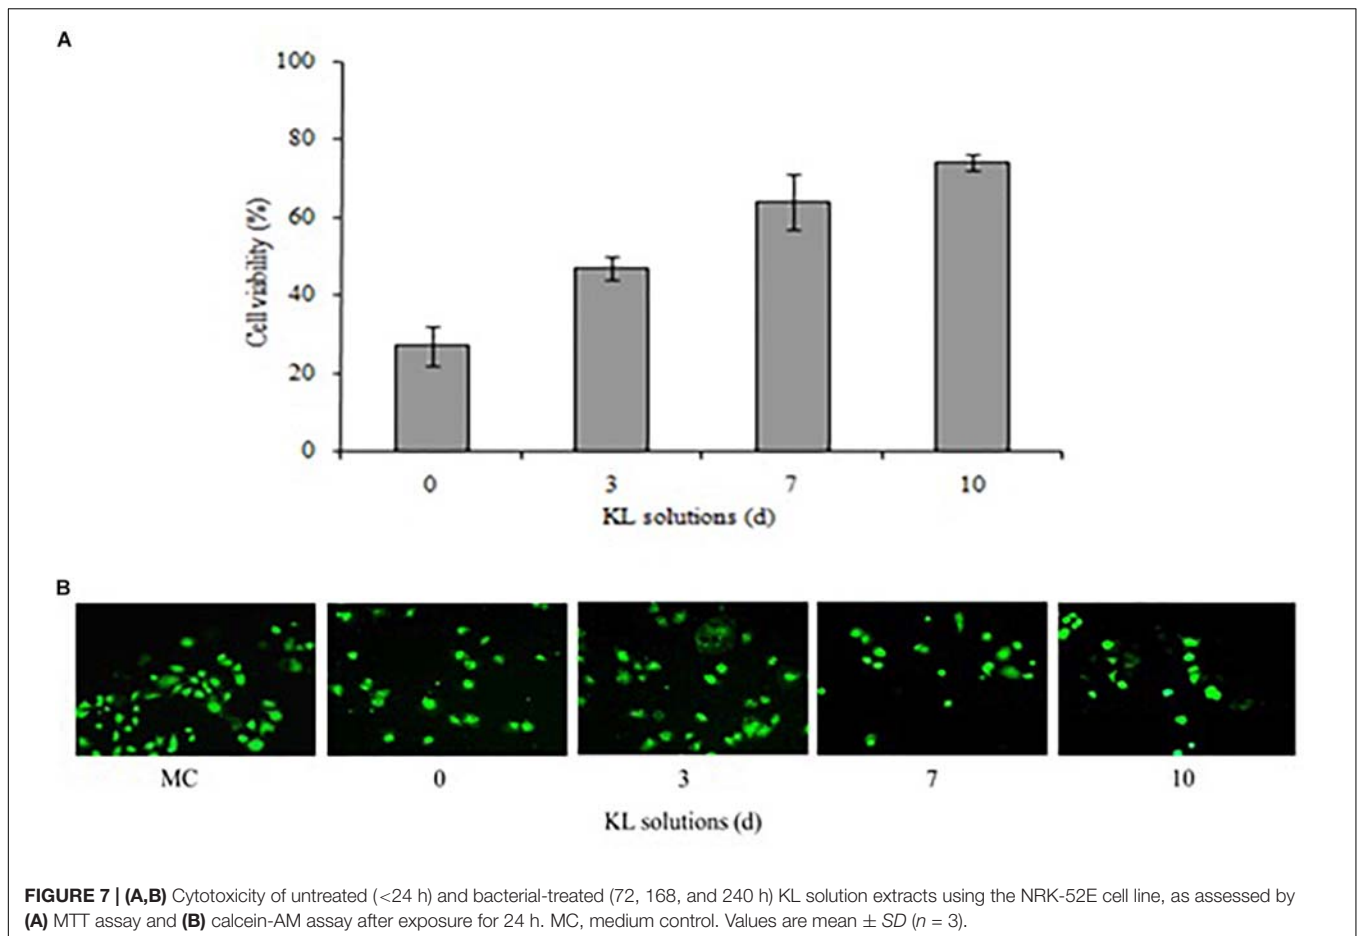 A
100
80
60
40
20
0
Cell viability (%)
0 3 7 10
KL solutions (d)
B
MC 0 3 7 10
KL solutions (d)
FIGURE 7 | (A,B) Cytotoxicity of untreated (<24 h) and bacterial-treated (72, 168, and 240 h) KL solution extracts using the NRK-52E cell line, as assessed by
(A) MTT assay and (B) calcein-AM assay after exposure for 24 h. MC, medium control. Values are mean ± SD (n = 3).